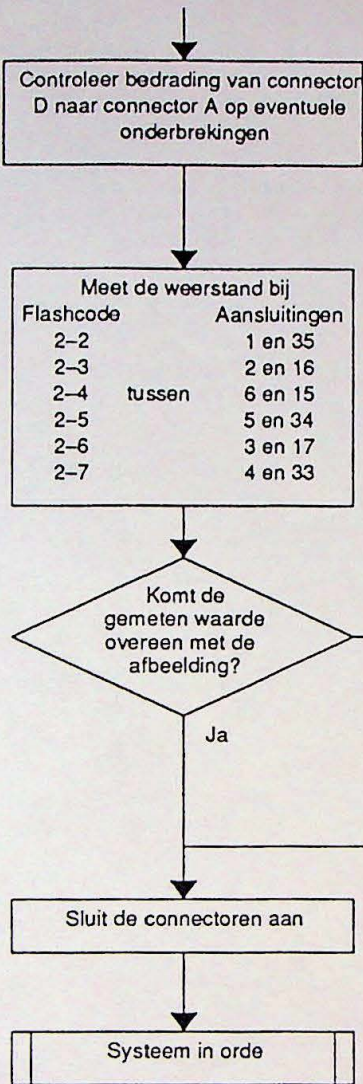 Controleer bedrading van connector
D naar connector A op eventuele
onderbrekingen
Meet de weerstand bij
Flashcode Aansluitingen
2–2 1 en 35
2–3 2 en 16
2–4 tussen 6 en 15
2–5 5 en 34
2–6 3 en 17
2–7 4 en 33
Komt de
gemeten waarde
overeen met de
afbeelding?
Ja
Sluit de connectoren aan
Systeem in orde